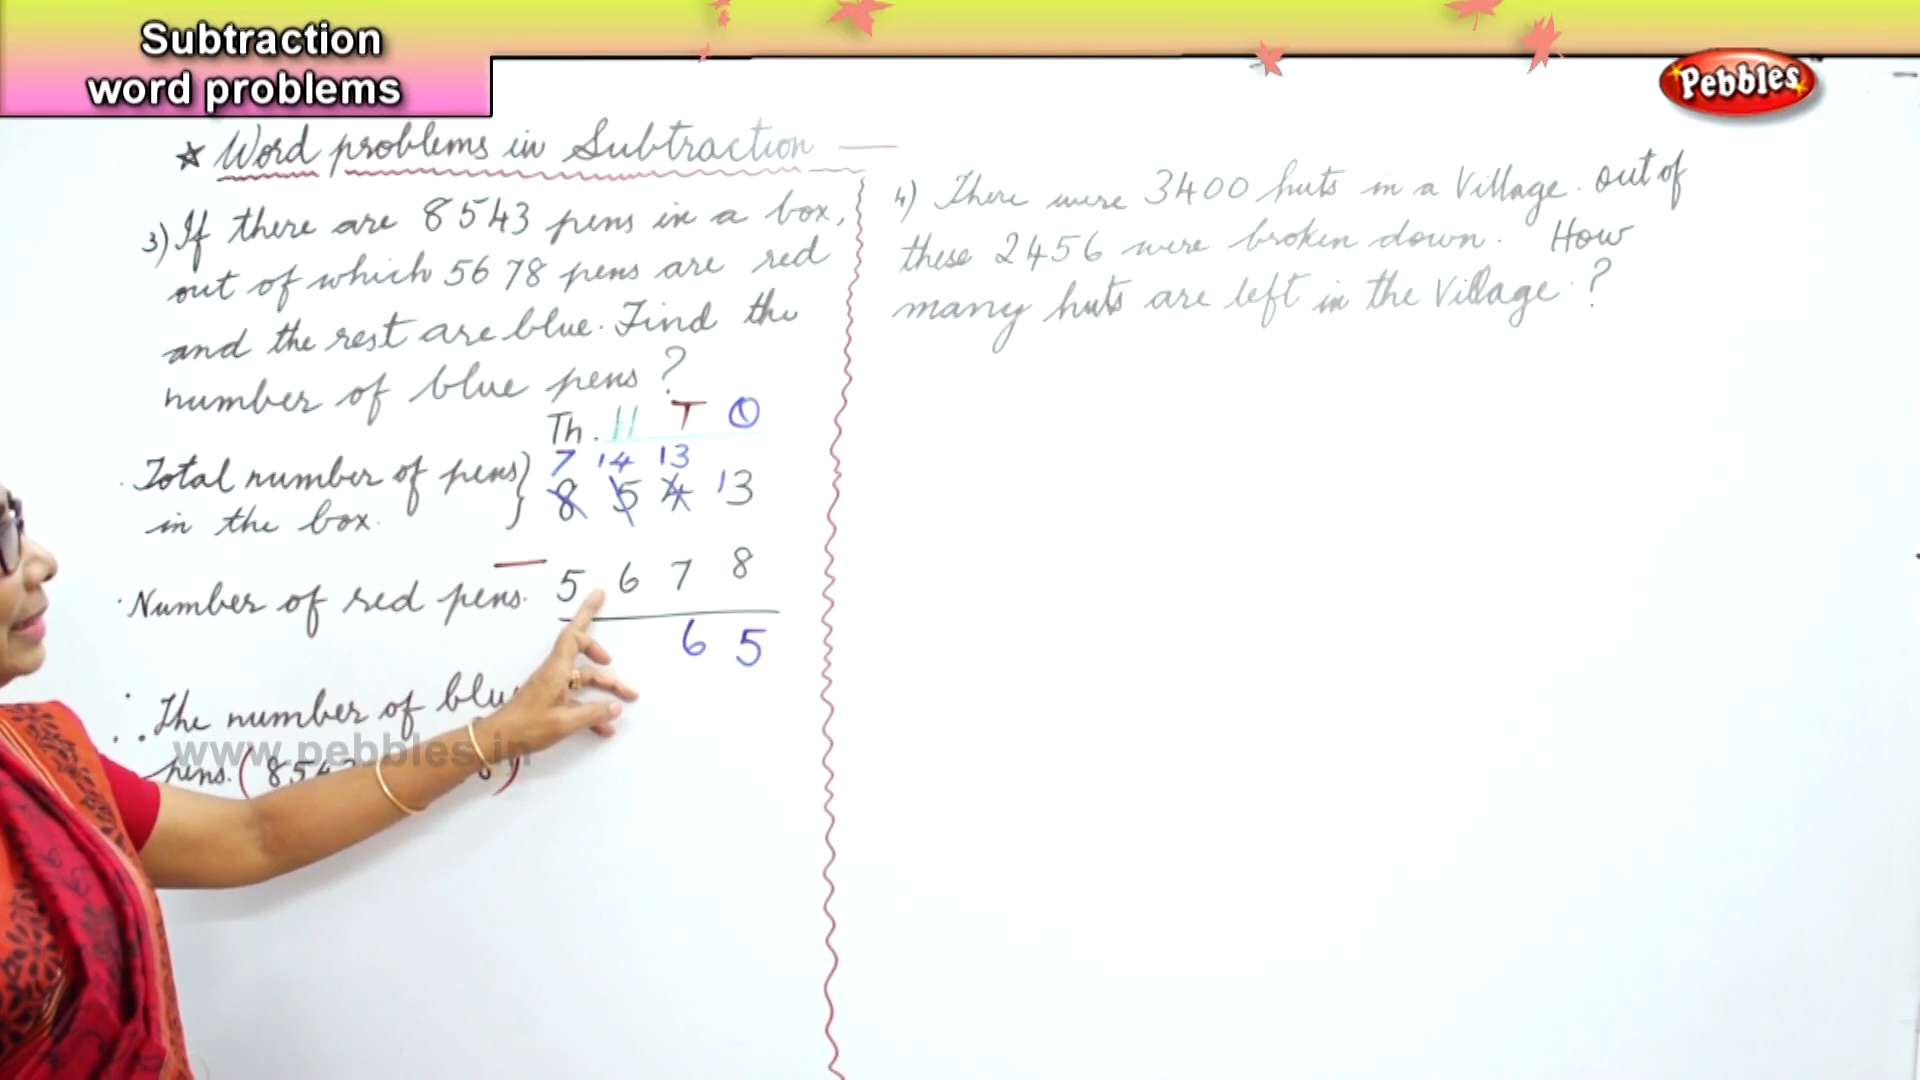 Subtraction
word problems
Pebbles
★ Word problems in Subtraction
3) If there are 8543 pens in a box,
out of which 5678 pens are red
and the rest are blue. Find the
number of blue pens?
Th. H T O
7 14 13
Total number of pens } 8 5 4 13
in the box.
— 5 6 7 8
Number of red pens.
6 5
∴ The number of blue
pens. (854
www.pebbles.in
4) There were 3400 huts in a Village. out of
these 2456 were broken down. How
many huts are left in the Village.?